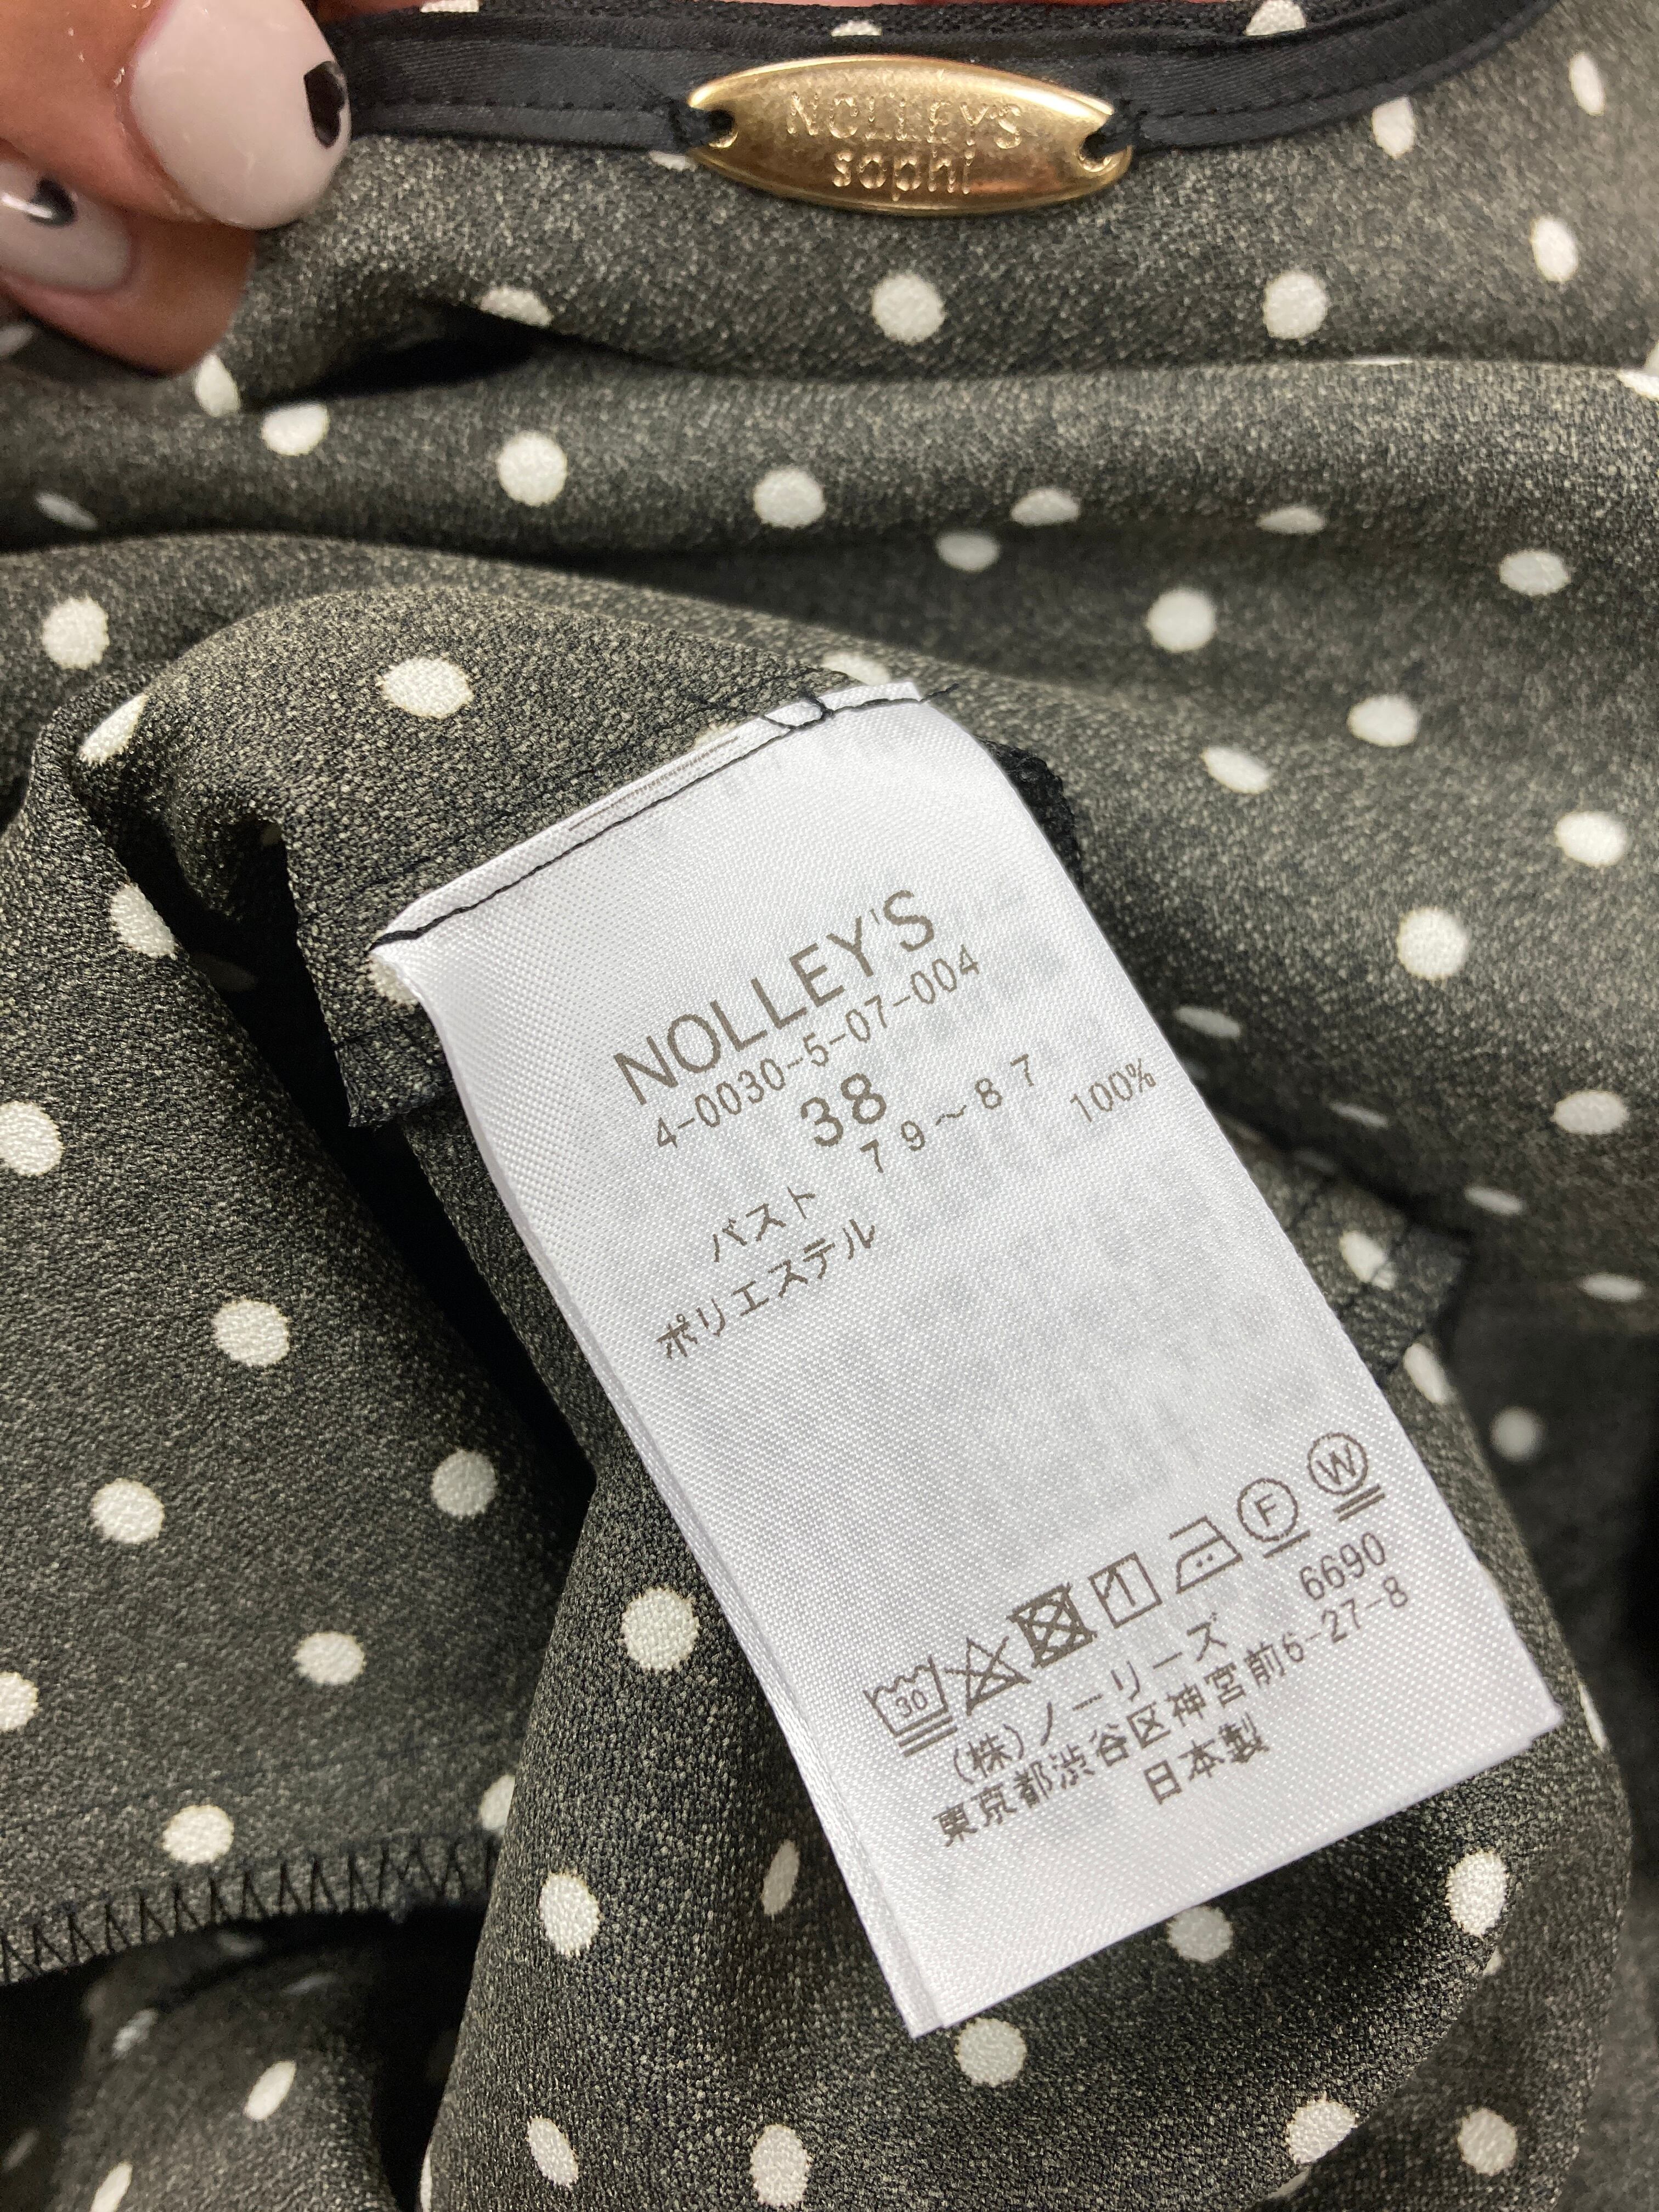 NOLLEY'S
sophi
NOLLEY'S
4-0030-5-07-004
38
バスト 79～87
ポリエステル 100%
30 F W
(株)ノーリーズ 6690
東京都渋谷区神宮前6-27-8
日本製